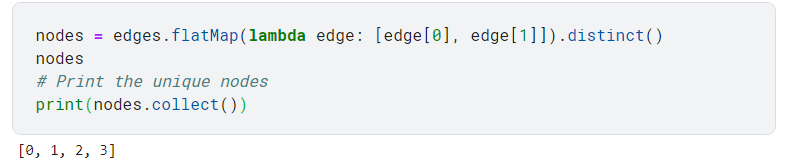 nodes = edges.flatMap(lambda edge: [edge[0], edge[1]]).distinct()
nodes
# Print the unique nodes
print(nodes.collect())
[0, 1, 2, 3]